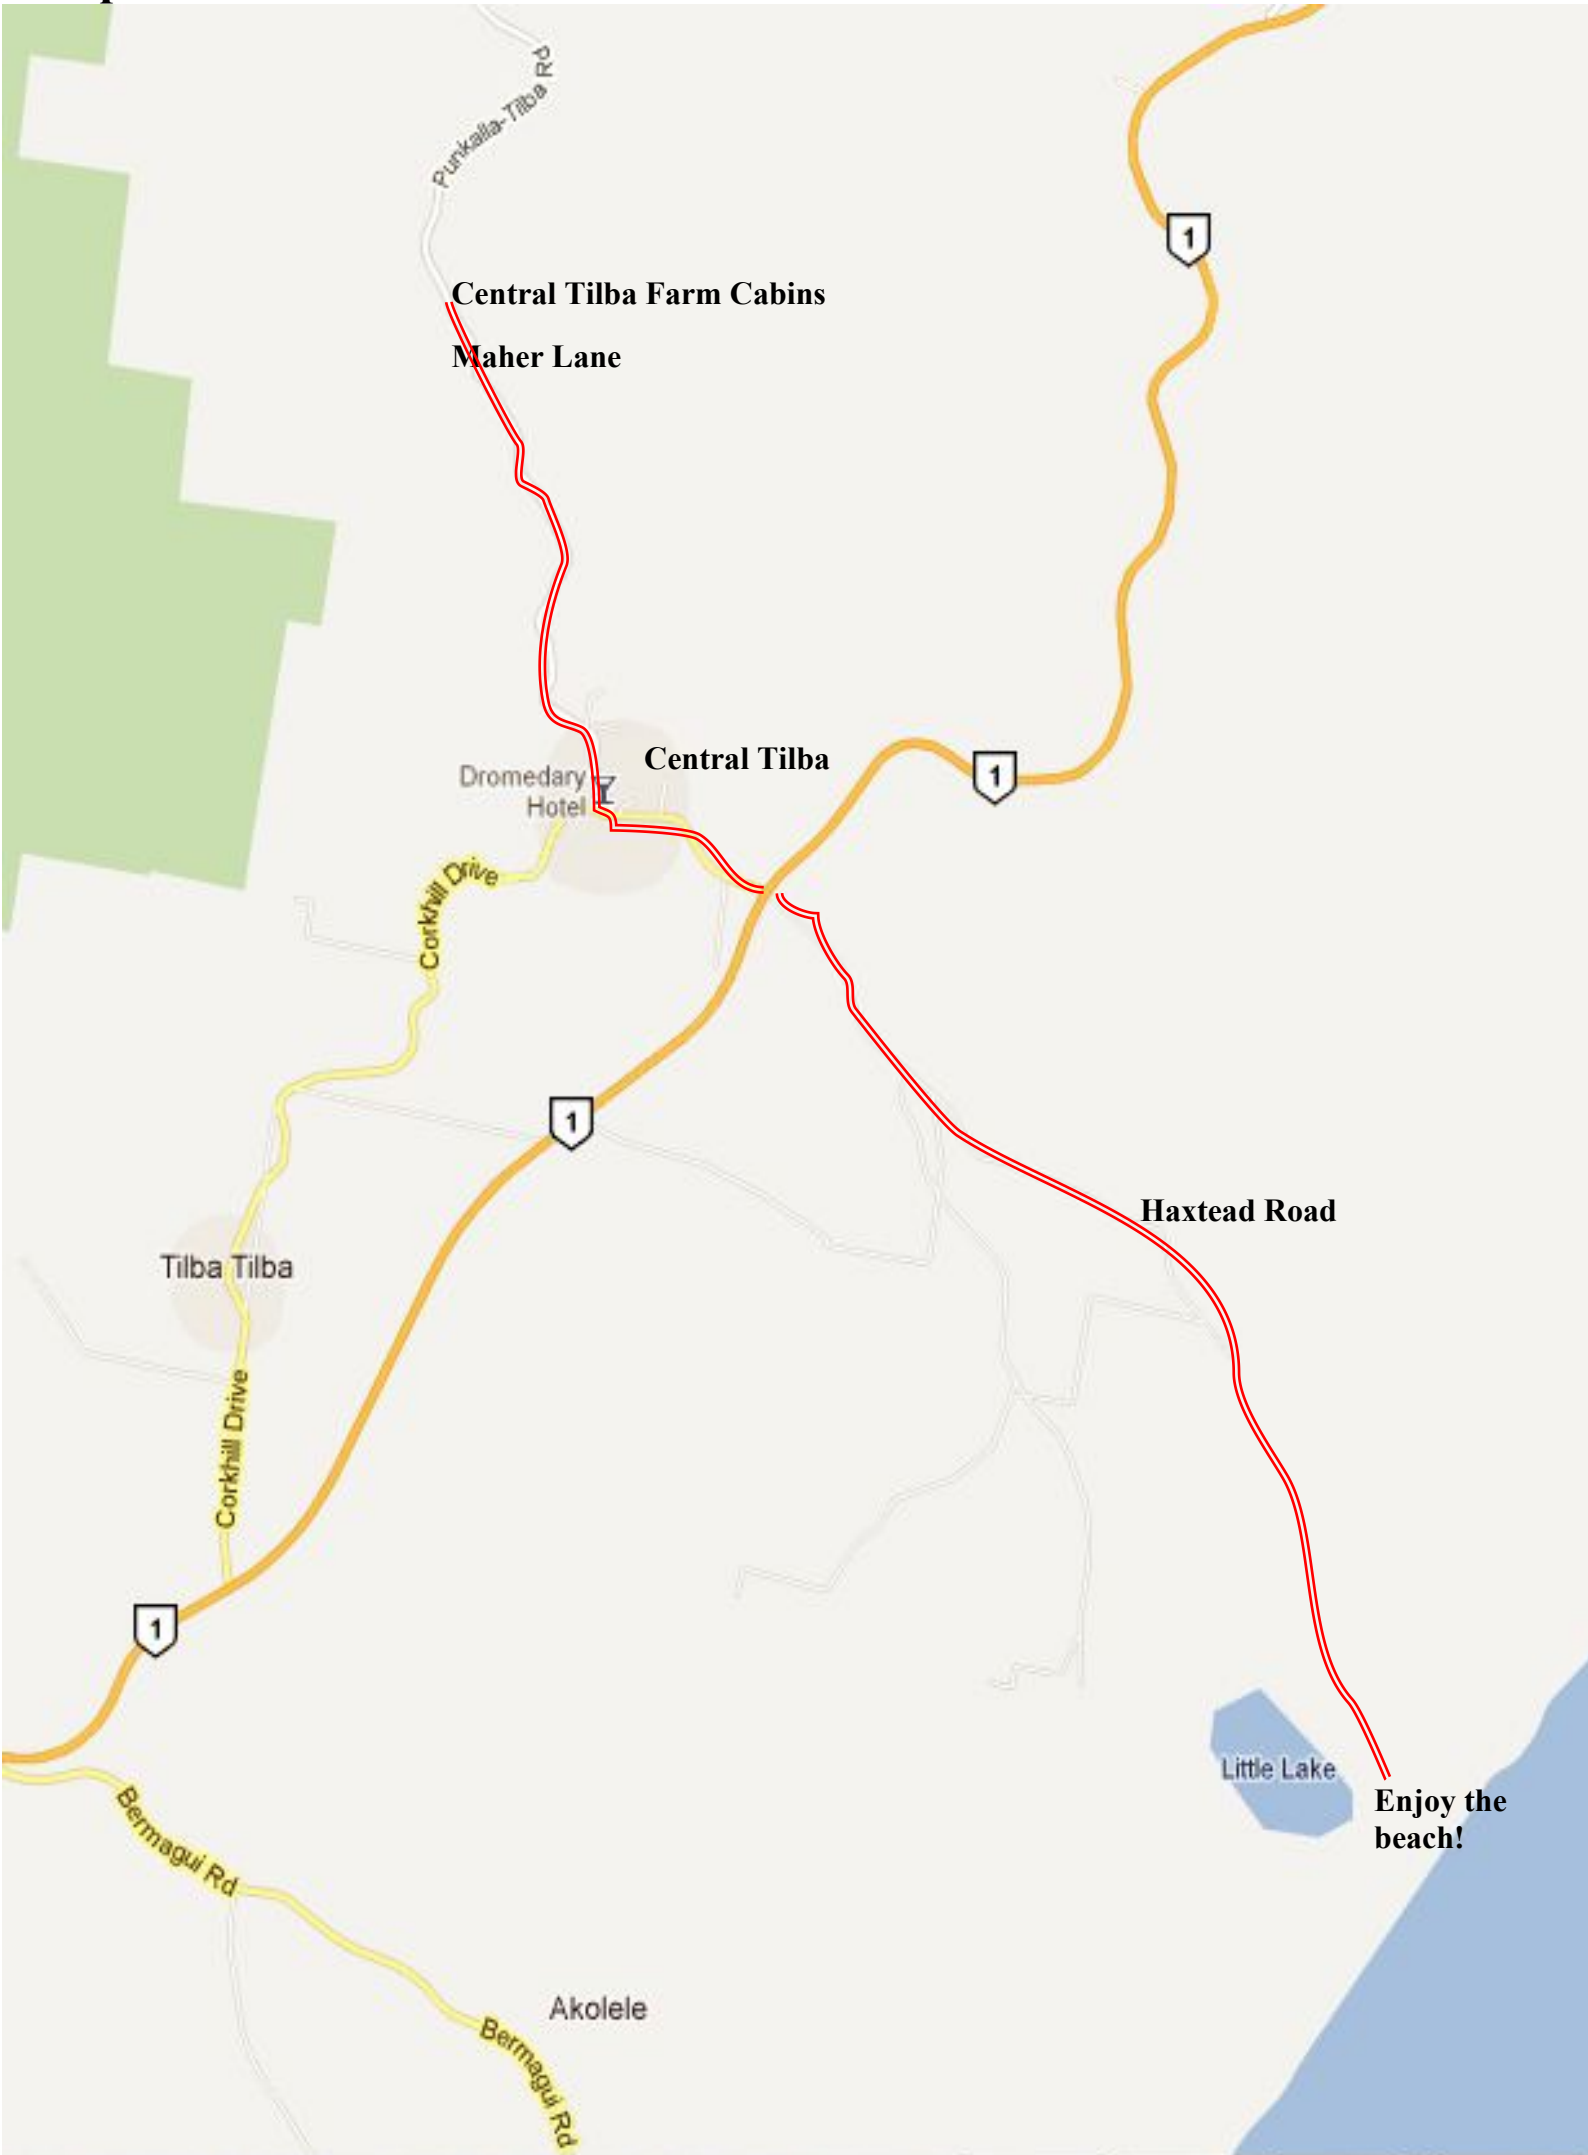 Punkalla-Tilba Rd
1
Central Tilba Farm Cabins
Maher Lane
Central Tilba
Dromedary
Hotel
1
Corkhill Drive
1
Haxtead Road
Tilba Tilba
Corkhill Drive
1
Little Lake
Enjoy the
beach!
Bermagui Rd
Akolele
Bermagui Rd